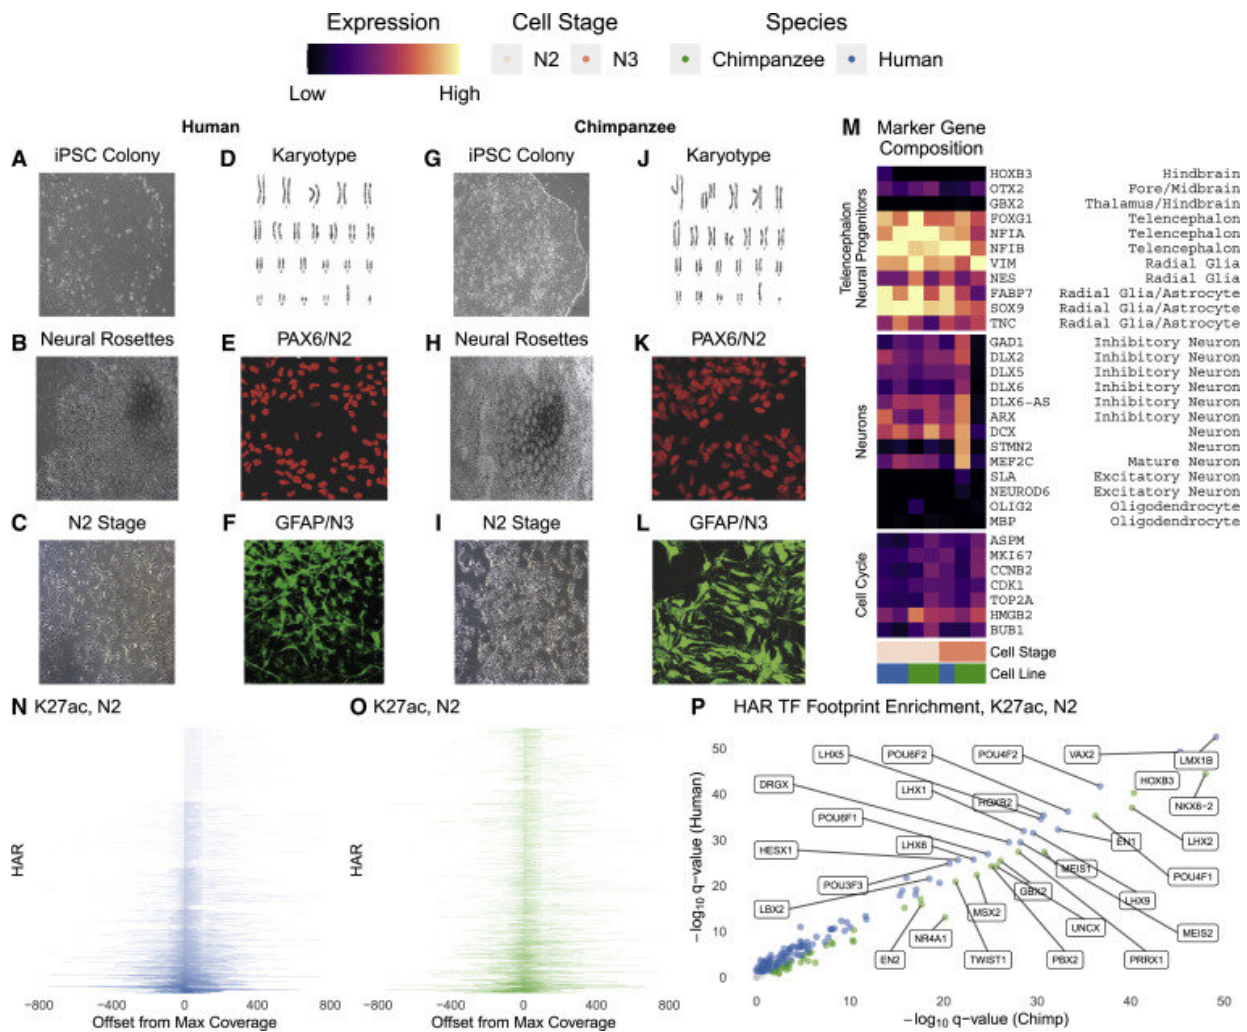 Expression
Cell Stage
Species
N2
N3
Chimpanzee
Human
Low
High
Human
Chimpanzee
A iPSC Colony
D Karyotype
G iPSC Colony
J Karyotype
B Neural Rosettes
E PAX6/N2
H Neural Rosettes
K PAX6/N2
C N2 Stage
F GFAP/N3
I N2 Stage
L GFAP/N3
M Marker Gene
Composition
Telencephalon
Neural Progenitors
HOXB3 Hindbrain
OTX2 Fore/Midbrain
GBX2 Thalamus/Hindbrain
FOXG1 Telencephalon
NFIA Telencephalon
NFIB Telencephalon
VIM Radial Glia
NES Radial Glia
FABP7 Radial Glia/Astrocyte
SOX9 Radial Glia/Astrocyte
TNC Radial Glia/Astrocyte
Neurons
GAD1 Inhibitory Neuron
DLX2 Inhibitory Neuron
DLX5 Inhibitory Neuron
DLX6 Inhibitory Neuron
DLX6-AS Inhibitory Neuron
ARX Inhibitory Neuron
DCX Neuron
STMN2 Neuron
MEF2C Mature Neuron
SLA Excitatory Neuron
NEUROD6 Excitatory Neuron
OLIG2 Oligodendrocyte
MBP Oligodendrocyte
Cell Cycle
ASPM
MKI67
CCNB2
CDK1
TOP2A
HMGB2
BUB1
Cell Stage
Cell Line
N K27ac, N2
HAR
−800 −400 0 400 800
Offset from Max Coverage
O K27ac, N2
HAR
−800 −400 0 400 800
Offset from Max Coverage
P HAR TF Footprint Enrichment, K27ac, N2
−log10 q−value (Human)
50
40
30
20
10
0
LHX5
POU6F2
POU4F2
VAX2
LMX1B
DRGX
LHX1
HOXB2
HOXB3
NKX6−2
POU6F1
LHX6
EN1
LHX2
HESX1
MEIS1
POU4F1
POU3F3
GBX2
LHX9
LBX2
MSX2
UNCX
MEIS2
NR4A1
EN2
TWIST1
PBX2
PRRX1
0 10 20 30 40 50
−log10 q−value (Chimp)